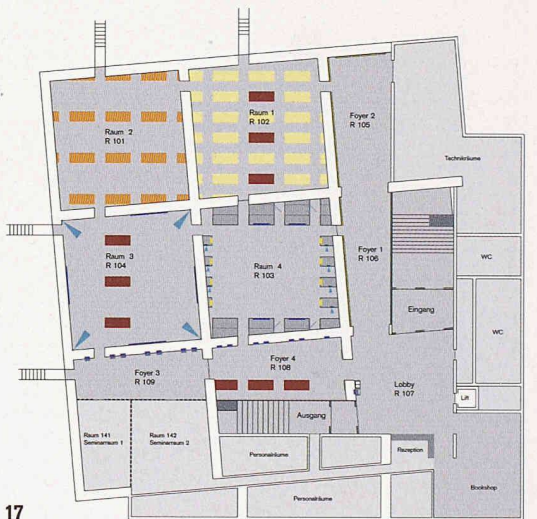 Raum 2
R 101
Raum 1
R 102
Foyer 2
R 105
Technikräume
Raum 3
R 104
Raum 4
R 103
Foyer 1
R 106
WC
Eingang
WC
Foyer 3
R 109
Foyer 4
R 108
Lobby
R 107
Lift
Raum 141
Seminarraum 1
Raum 142
Seminarraum 2
Ausgang
Personalräume
Rezeption
Bookshop
Personalräume
17